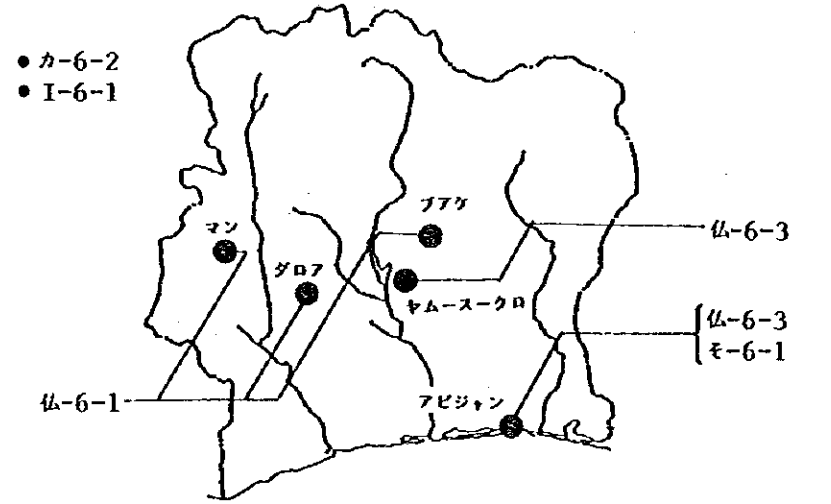 ● カ-6-2
● I-6-1
ブアケ
マン
仏-6-3
ダロア
ヤムースークロ
仏-6-3
モ-6-1
仏-6-1
アビジャン